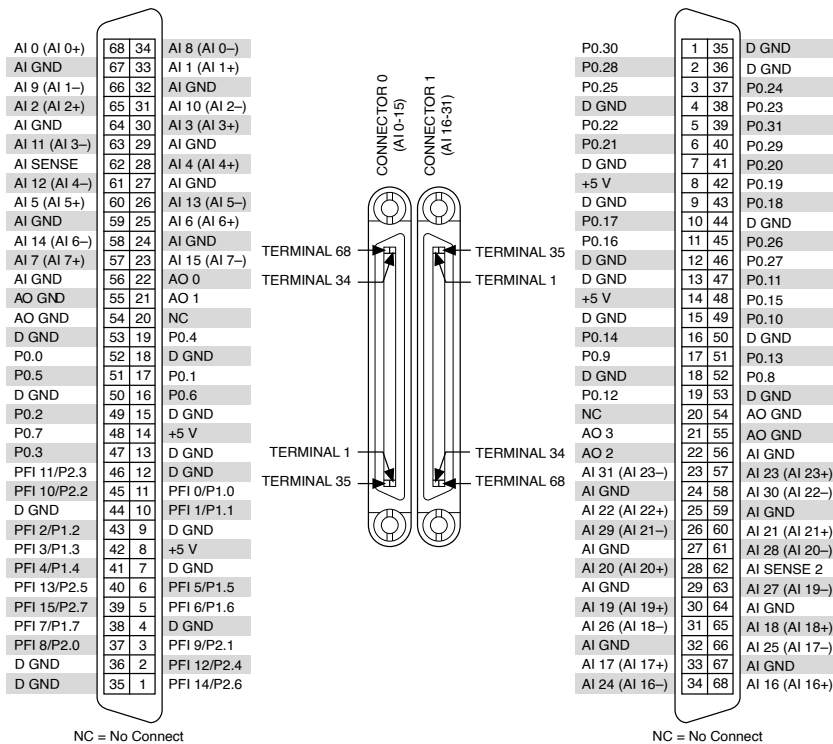 AI 0 (AI 0+) 68 34 AI 8 (AI 0–)
AI GND 67 33 AI 1 (AI 1+)
AI 9 (AI 1–) 66 32 AI GND
AI 2 (AI 2+) 65 31 AI 10 (AI 2–)
AI GND 64 30 AI 3 (AI 3+)
AI 11 (AI 3–) 63 29 AI GND
AI SENSE 62 28 AI 4 (AI 4+)
AI 12 (AI 4–) 61 27 AI GND
AI 5 (AI 5+) 60 26 AI 13 (AI 5–)
AI GND 59 25 AI 6 (AI 6+)
AI 14 (AI 6–) 58 24 AI GND
AI 7 (AI 7+) 57 23 AI 15 (AI 7–)
AI GND 56 22 AO 0
AO GND 55 21 AO 1
AO GND 54 20 NC
D GND 53 19 P0.4
P0.0 52 18 D GND
P0.5 51 17 P0.1
D GND 50 16 P0.6
P0.2 49 15 D GND
P0.7 48 14 +5 V
P0.3 47 13 D GND
PFI 11/P2.3 46 12 D GND
PFI 10/P2.2 45 11 PFI 0/P1.0
D GND 44 10 PFI 1/P1.1
PFI 2/P1.2 43 9 D GND
PFI 3/P1.3 42 8 +5 V
PFI 4/P1.4 41 7 D GND
PFI 13/P2.5 40 6 PFI 5/P1.5
PFI 15/P2.7 39 5 PFI 6/P1.6
PFI 7/P1.7 38 4 D GND
PFI 8/P2.0 37 3 PFI 9/P2.1
D GND 36 2 PFI 12/P2.4
D GND 35 1 PFI 14/P2.6
NC = No Connect
CONNECTOR 0
(AI 0-15)
CONNECTOR 1
(AI 16-31)
TERMINAL 68
TERMINAL 34
TERMINAL 35
TERMINAL 1
TERMINAL 1
TERMINAL 35
TERMINAL 34
TERMINAL 68
P0.30 1 35 D GND
P0.28 2 36 D GND
P0.25 3 37 P0.24
D GND 4 38 P0.23
P0.22 5 39 P0.31
P0.21 6 40 P0.29
D GND 7 41 P0.20
+5 V 8 42 P0.19
D GND 9 43 P0.18
P0.17 10 44 D GND
P0.16 11 45 P0.26
D GND 12 46 P0.27
D GND 13 47 P0.11
+5 V 14 48 P0.15
D GND 15 49 P0.10
P0.14 16 50 D GND
P0.9 17 51 P0.13
D GND 18 52 P0.8
P0.12 19 53 D GND
NC 20 54 AO GND
AO 3 21 55 AO GND
AO 2 22 56 AI GND
AI 31 (AI 23–) 23 57 AI 23 (AI 23+)
AI GND 24 58 AI 30 (AI 22–)
AI 22 (AI 22+) 25 59 AI GND
AI 29 (AI 21–) 26 60 AI 21 (AI 21+)
AI GND 27 61 AI 28 (AI 20–)
AI 20 (AI 20+) 28 62 AI SENSE 2
AI GND 29 63 AI 27 (AI 19–)
AI 19 (AI 19+) 30 64 AI GND
AI 26 (AI 18–) 31 65 AI 18 (AI 18+)
AI GND 32 66 AI 25 (AI 17–)
AI 17 (AI 17+) 33 67 AI GND
AI 24 (AI 16–) 34 68 AI 16 (AI 16+)
NC = No Connect